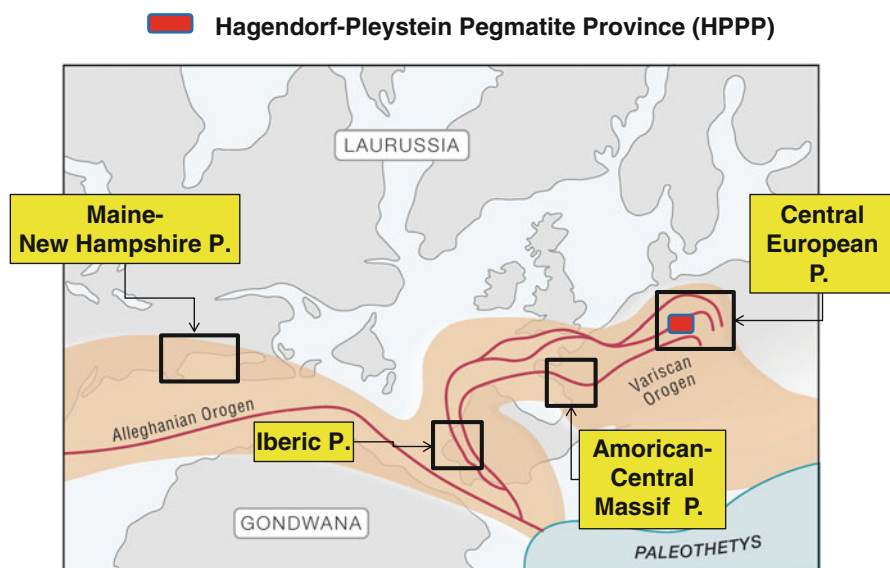 Hagendorf-Pleystein Pegmatite Province (HPPP)
LAURUSSIA
Maine-
New Hampshire P.
Central
European
P.
Variscan
Orogen
Alleghanian Orogen
Iberic P.
Amorican-
Central
Massif P.
GONDWANA
PALEOTHETYS